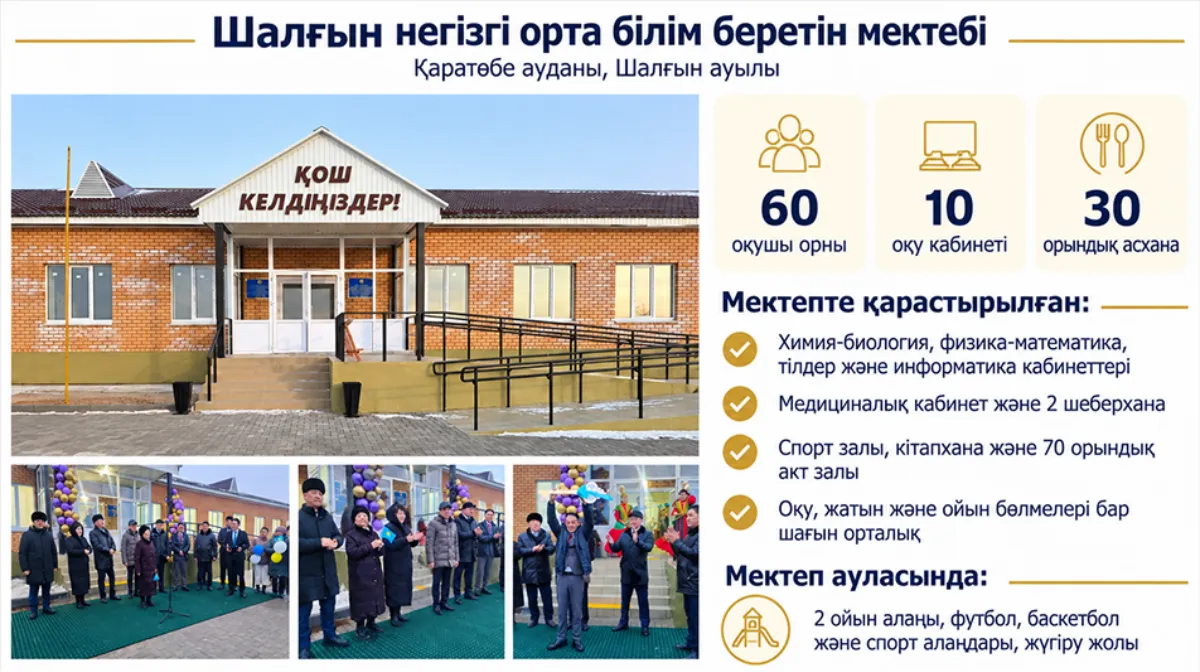 Шалғын негізгі орта білім беретін мектебі
Қаратөбе ауданы, Шалғын ауылы
ҚОШ
КЕЛДІҢІЗДЕР!
60
оқушы орны
10
оқу кабинеті
30
орындық асхана
Мектепте қарастырылған:
Химия-биология, физика-математика,
тілдер және информатика кабинеттері
Медициналық кабинет және 2 шеберхана
Спорт залы, кітапхана және 70 орындық
акт залы
Оқу, жатын және ойын бөлмелері бар
шағын орталық
Мектеп ауласында:
2 ойын алаңы, футбол, баскетбол
және спорт алаңдары, жүгіру жолы